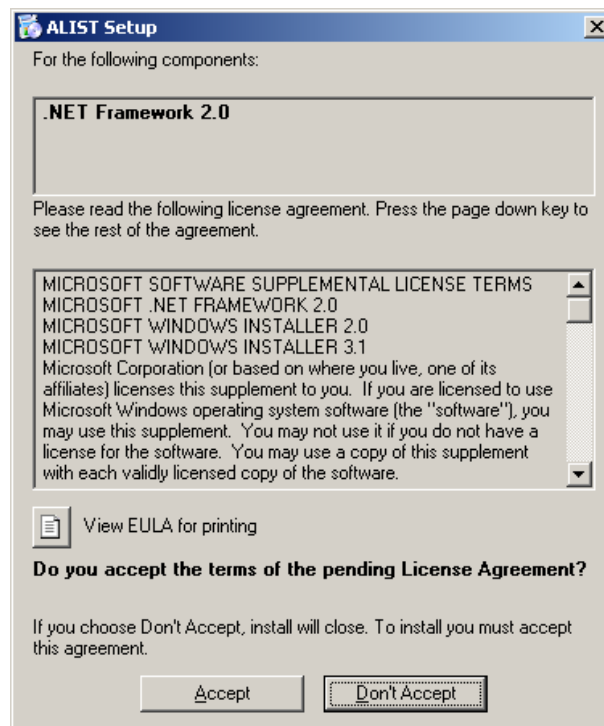 ALIST Setup
For the following components:
.NET Framework 2.0
Please read the following license agreement. Press the page down key to
see the rest of the agreement.
MICROSOFT SOFTWARE SUPPLEMENTAL LICENSE TERMS
MICROSOFT .NET FRAMEWORK 2.0
MICROSOFT WINDOWS INSTALLER 2.0
MICROSOFT WINDOWS INSTALLER 3.1
Microsoft Corporation (or based on where you live, one of its
affiliates) licenses this supplement to you.  If you are licensed to use
Microsoft Windows operating system software (the "software"), you
may use this supplement.  You may not use it if you do not have a
license for the software.  You may use a copy of this supplement
with each validly licensed copy of the software.
View EULA for printing
Do you accept the terms of the pending License Agreement?
If you choose Don't Accept, install will close. To install you must accept
this agreement.
Accept Don't Accept